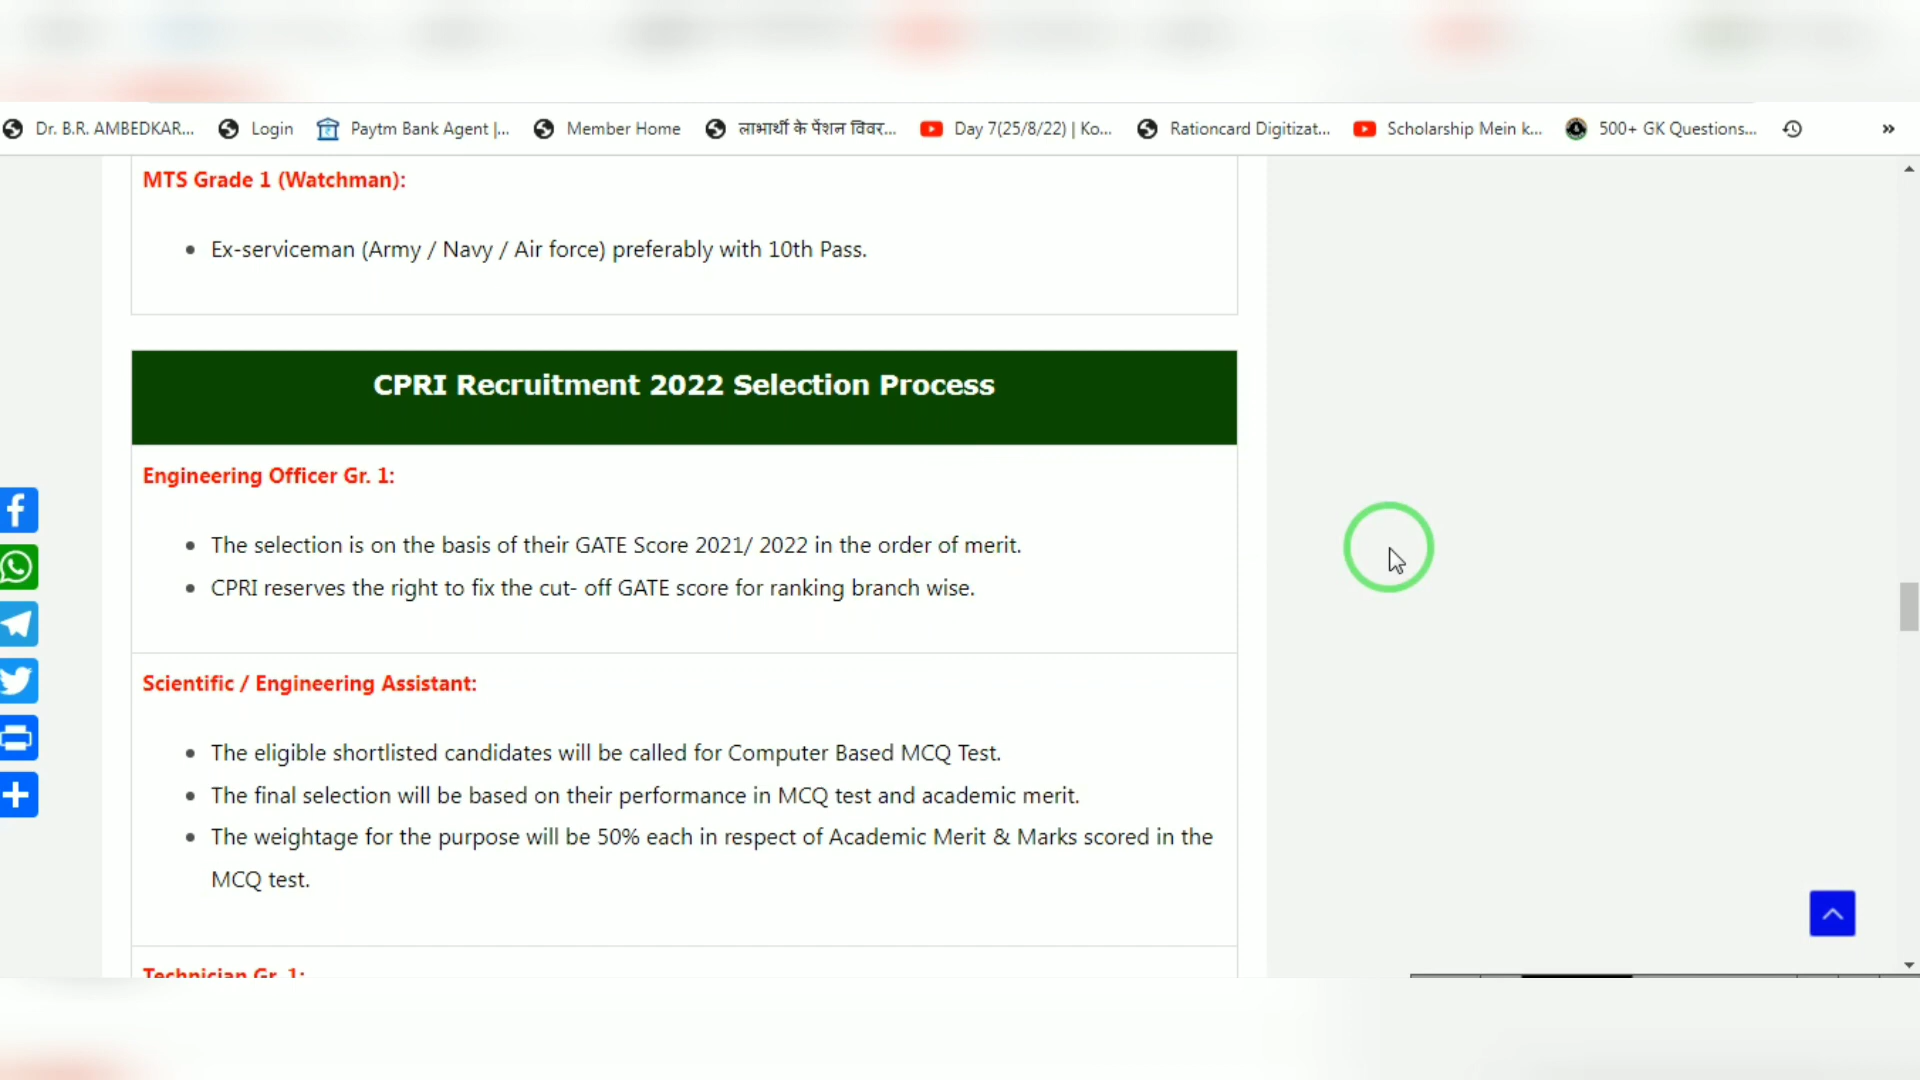 Dr. B.R. AMBEDKAR... Login Paytm Bank Agent |... Member Home लाभार्थी के पेंशन विवर... Day 7(25/8/22) | Ko... Rationcard Digitizat... Scholarship Mein k... 500+ GK Questions... »
MTS Grade 1 (Watchman):
• Ex-serviceman (Army / Navy / Air force) preferably with 10th Pass.
CPRI Recruitment 2022 Selection Process
Engineering Officer Gr. 1:
• The selection is on the basis of their GATE Score 2021/ 2022 in the order of merit.
• CPRI reserves the right to fix the cut- off GATE score for ranking branch wise.
Scientific / Engineering Assistant:
• The eligible shortlisted candidates will be called for Computer Based MCQ Test.
• The final selection will be based on their performance in MCQ test and academic merit.
• The weightage for the purpose will be 50% each in respect of Academic Merit & Marks scored in the
MCQ test.
Technician Gr. 1: